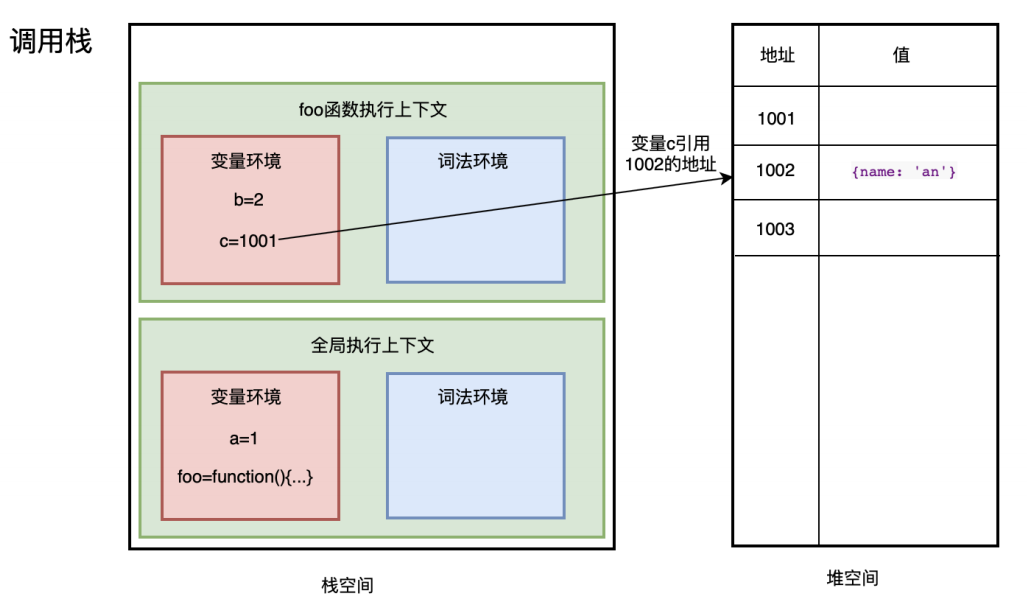 调用栈
foo函数执行上下文
变量环境
b=2
c=1001
词法环境
全局执行上下文
变量环境
a=1
foo=function(){...}
词法环境
栈空间
变量c引用
1002的地址
地址 值
1001
1002 {name: 'an'}
1003
堆空间